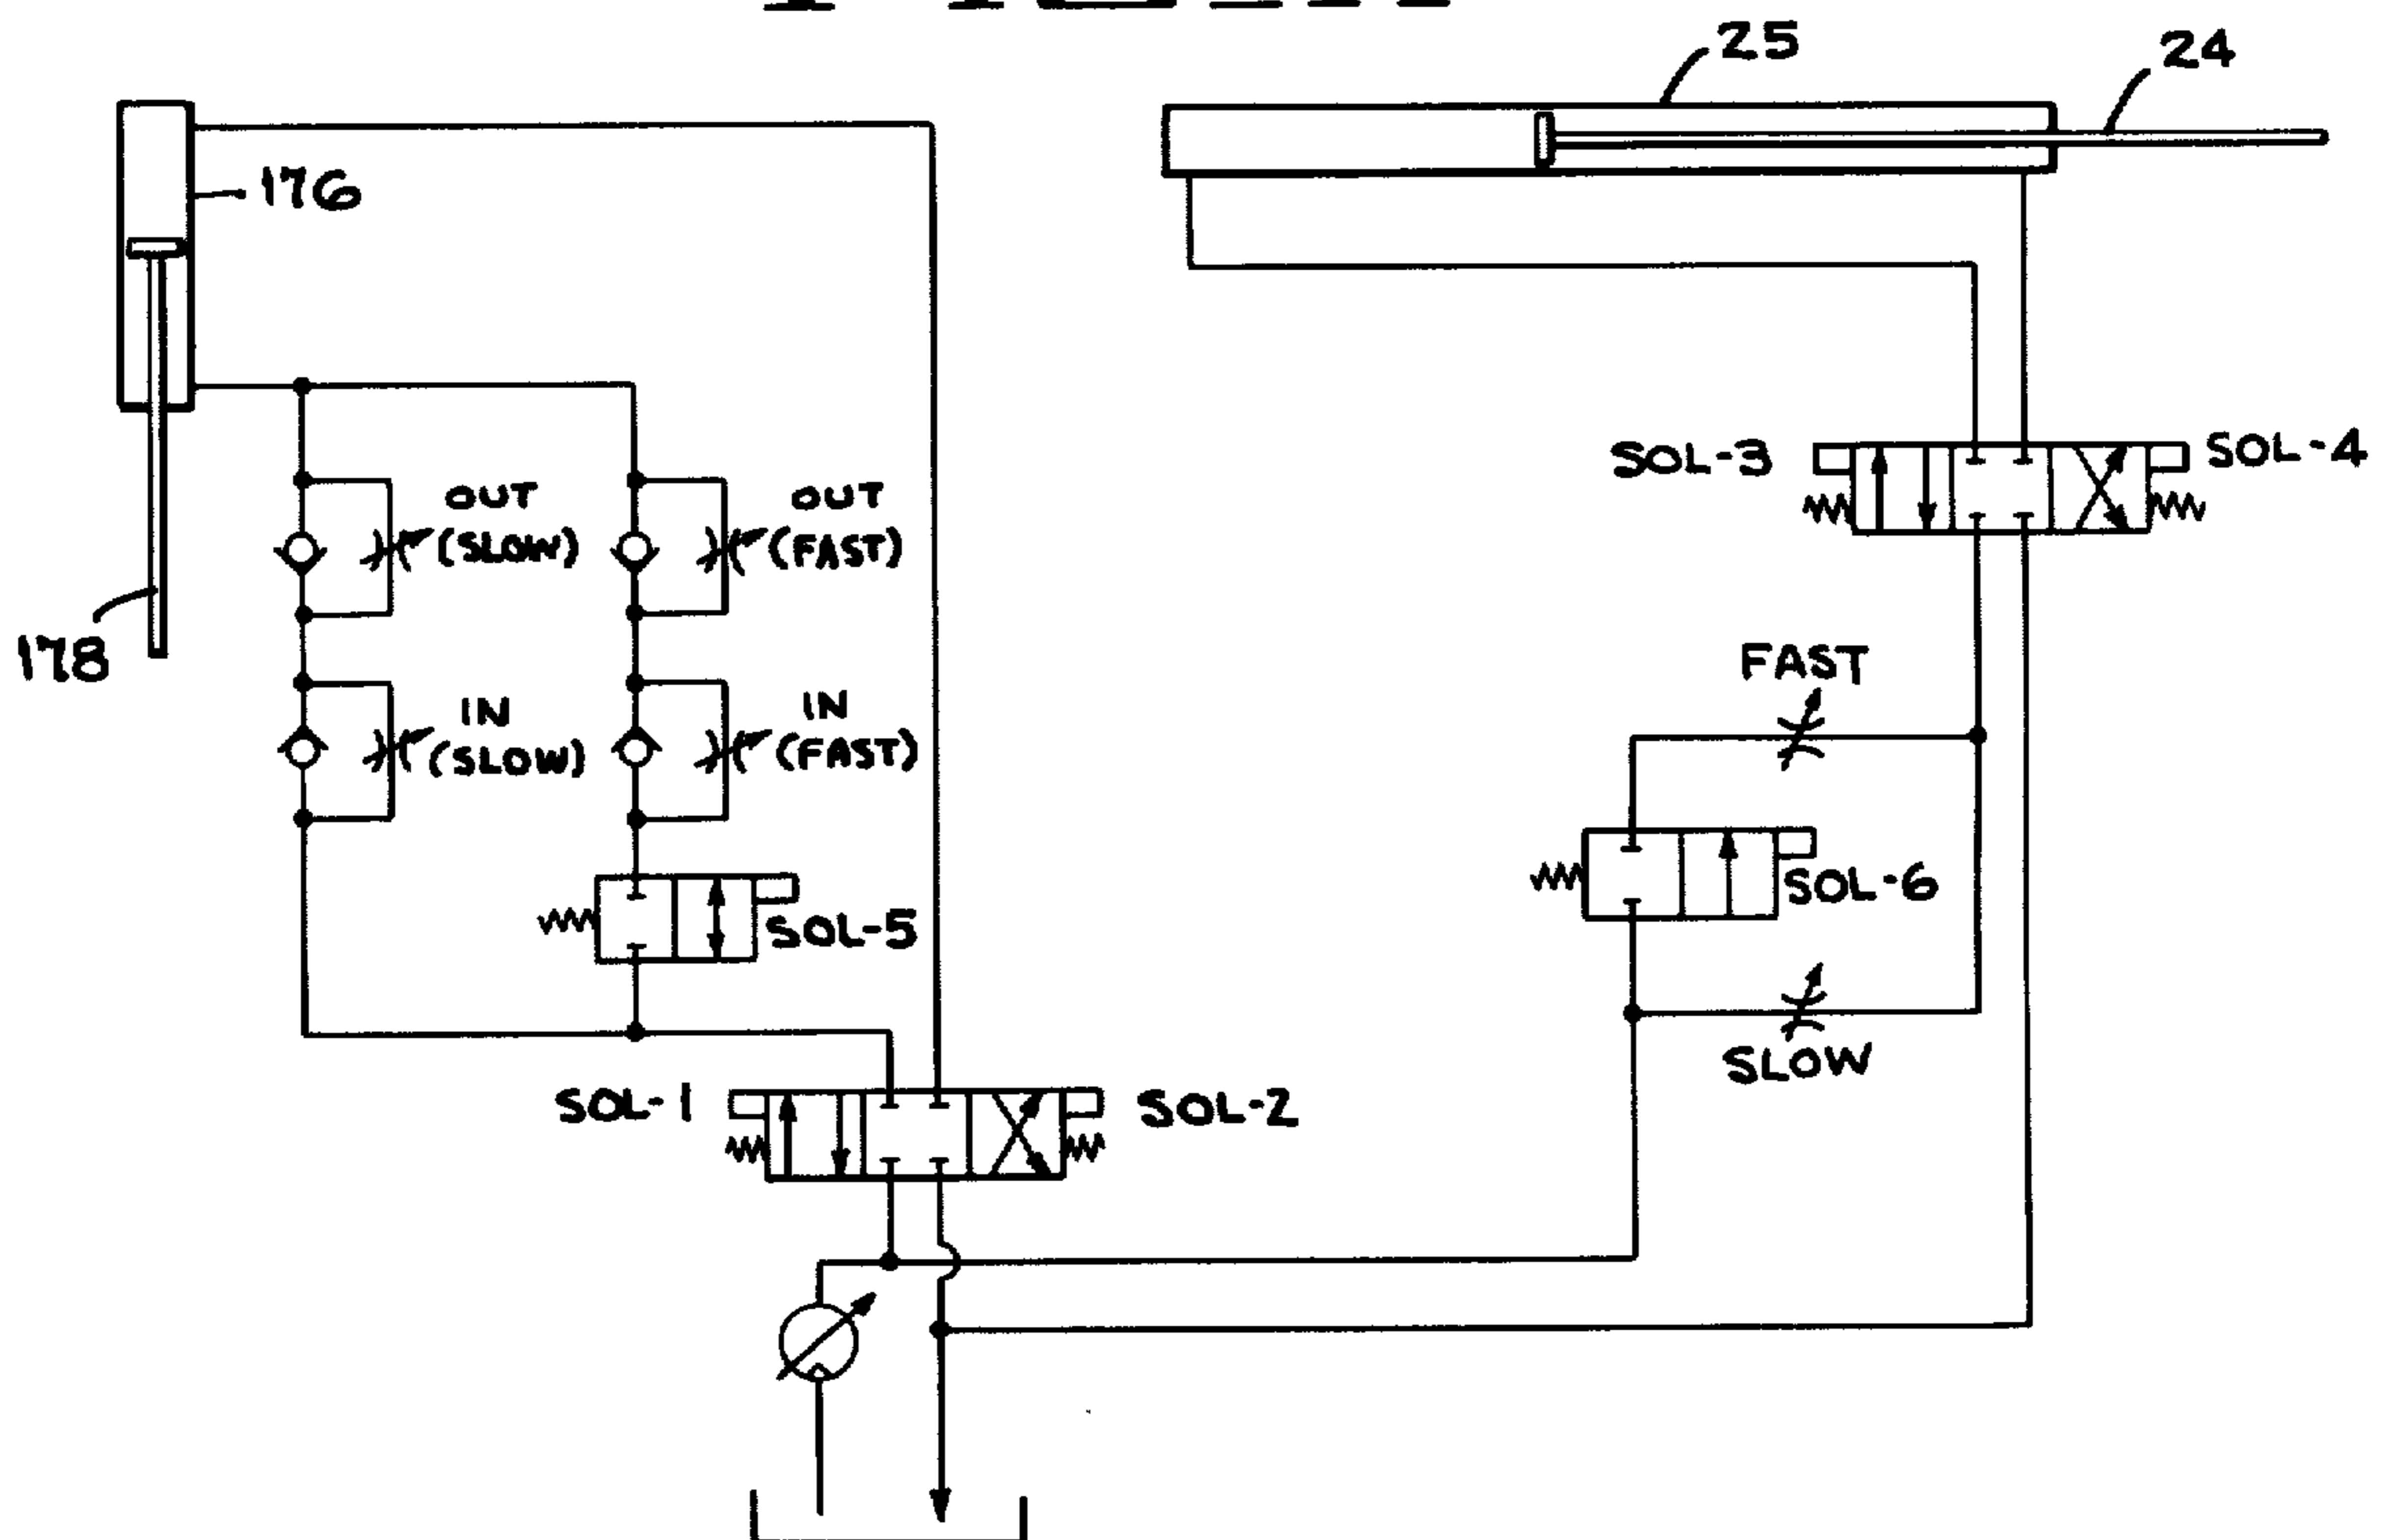 25
24
176
SOL-3
SOL-4
OUT
(SLOW)
OUT
(FAST)
178
FAST
IN
(SLOW)
IN
(FAST)
SOL-6
SOL-5
SLOW
SOL-1
SOL-2